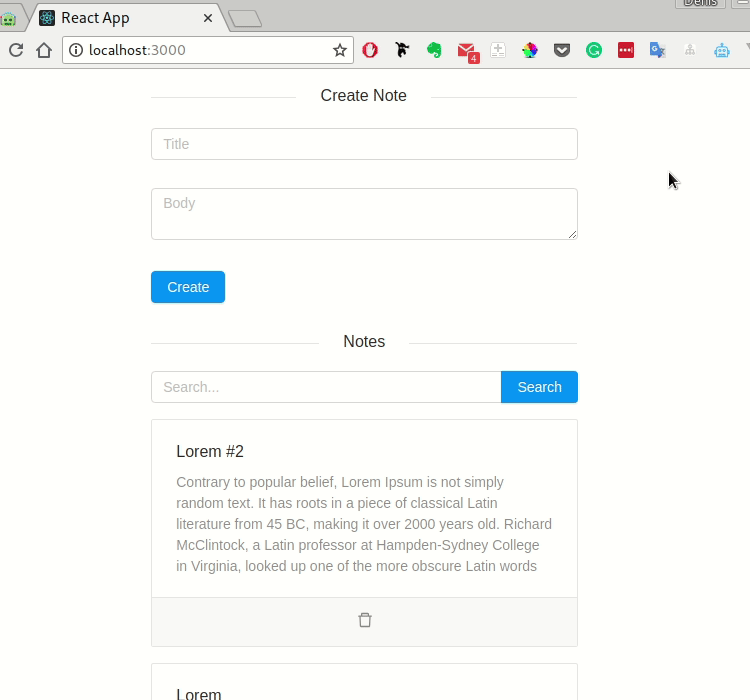 Denis
React App
localhost:3000
4
Create Note
Title
Body
Create
Notes
Search...
Search
Lorem #2
Contrary to popular belief, Lorem Ipsum is not simply
random text. It has roots in a piece of classical Latin
literature from 45 BC, making it over 2000 years old. Richard
McClintock, a Latin professor at Hampden-Sydney College
in Virginia, looked up one of the more obscure Latin words
Lorem